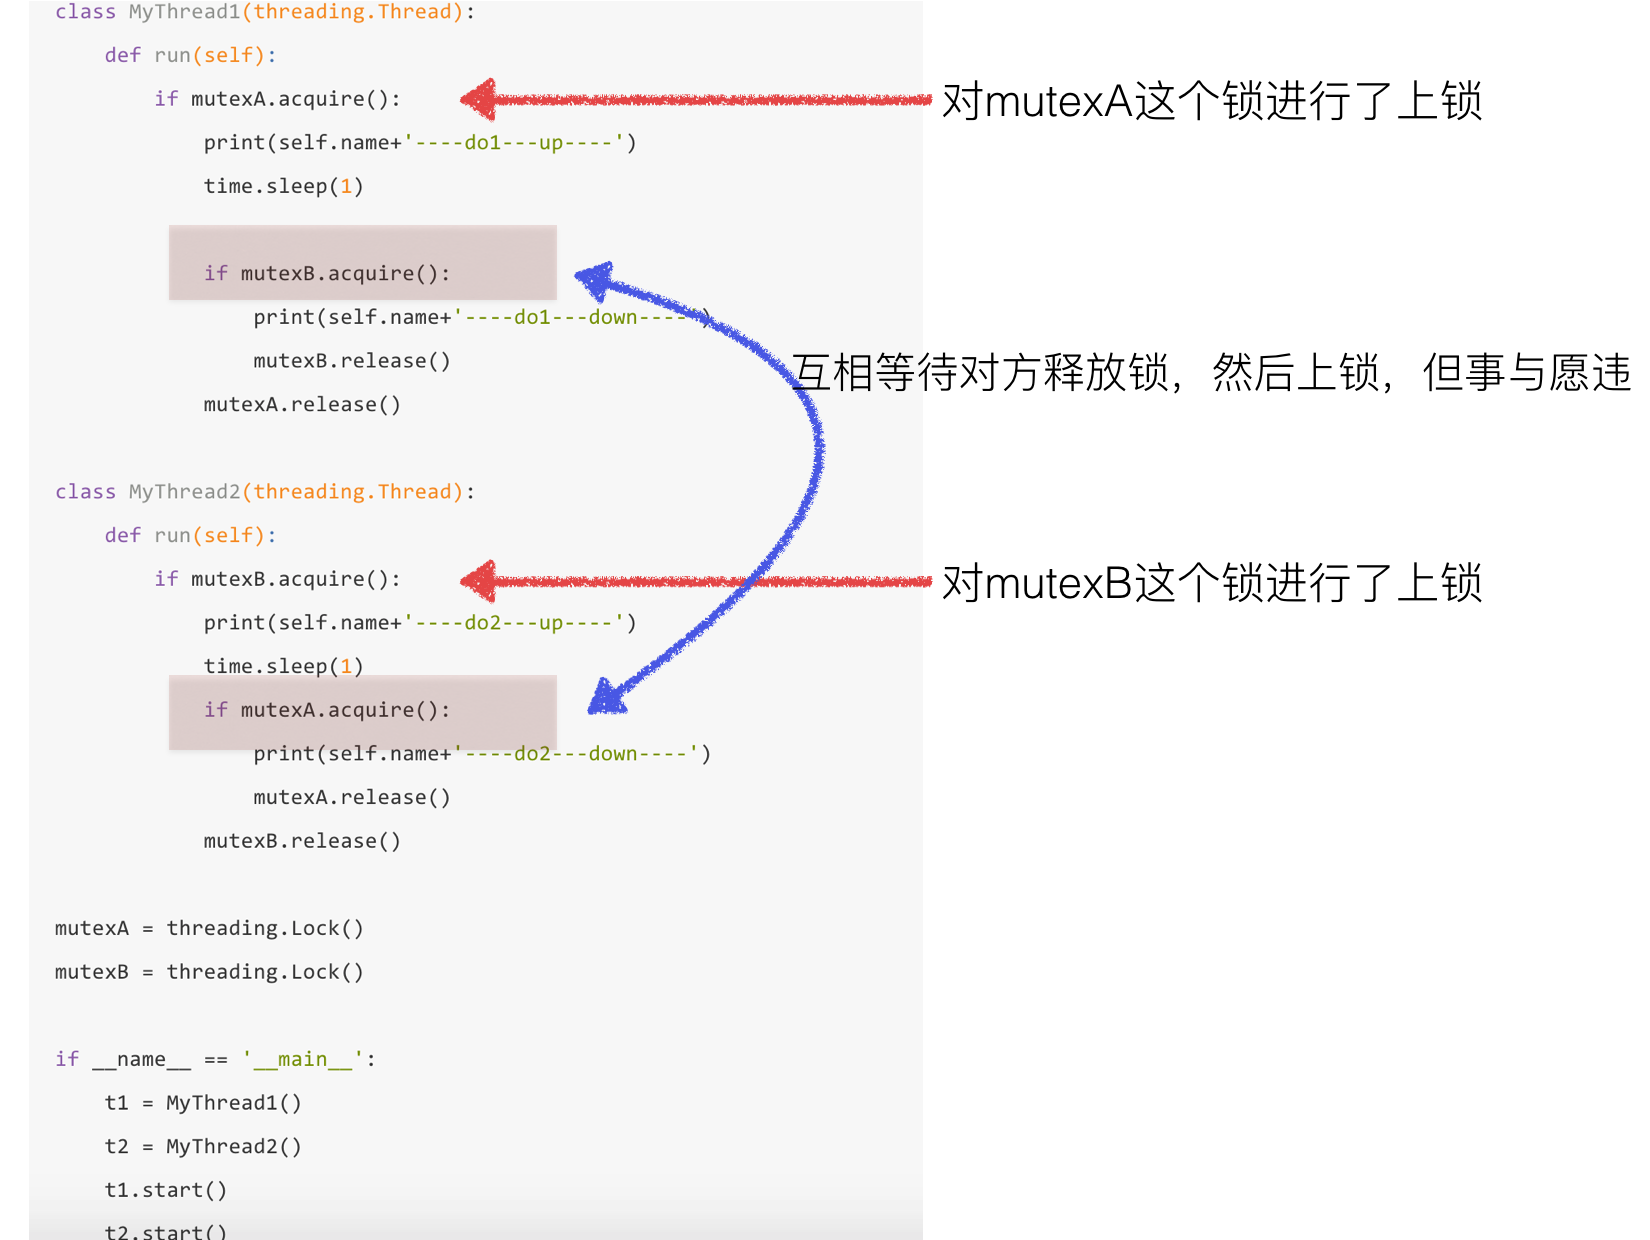 class MyThread1(threading.Thread):
def run(self):
if mutexA.acquire():
对mutexA这个锁进行了上锁
print(self.name+'----do1---up----')
time.sleep(1)
if mutexB.acquire():
print(self.name+'----do1---down----')
互相等待对方释放锁，然后上锁，但事与愿违
mutexB.release()
mutexA.release()
class MyThread2(threading.Thread):
def run(self):
if mutexB.acquire():
对mutexB这个锁进行了上锁
print(self.name+'----do2---up----')
time.sleep(1)
if mutexA.acquire():
print(self.name+'----do2---down----')
mutexA.release()
mutexB.release()
mutexA = threading.Lock()
mutexB = threading.Lock()
if __name__ == '__main__':
t1 = MyThread1()
t2 = MyThread2()
t1.start()
t2.start()